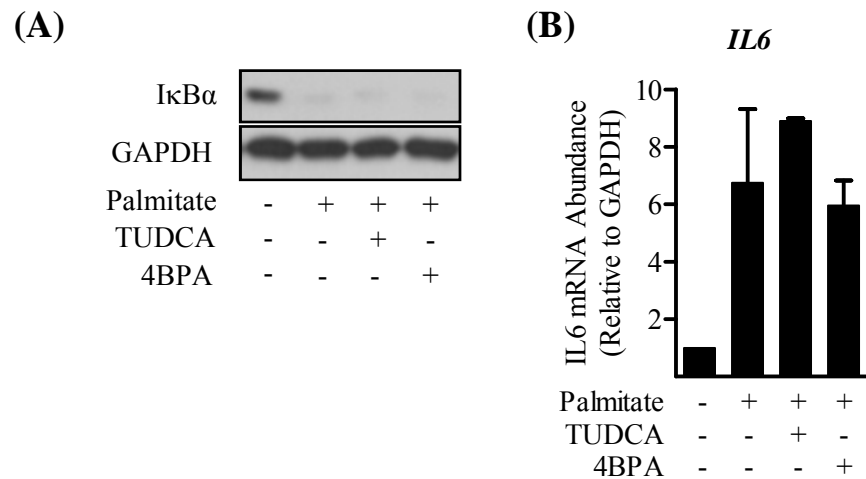 (A)
IκBα
GAPDH
Palmitate - + + +
TUDCA - - + -
4BPA - - - +
(B)
IL6
IL6 mRNA Abundance
(Relative to GAPDH)
10
8
6
4
2
Palmitate - + + +
TUDCA - - + -
4BPA - - - +